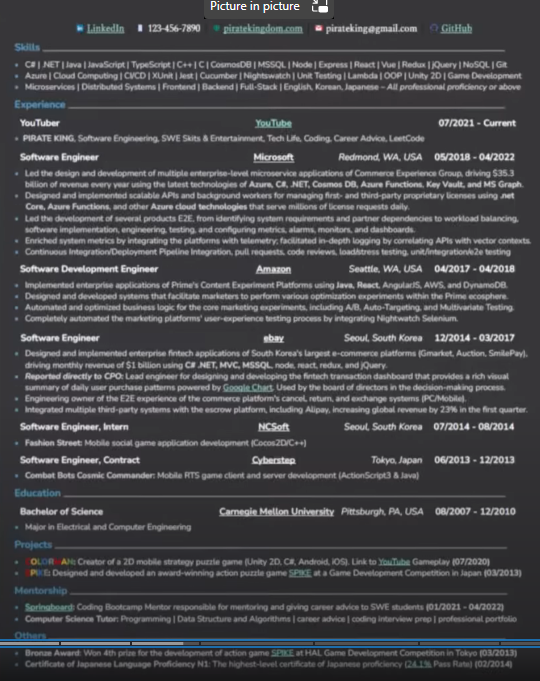 Picture in picture
LinkedIn 123-456-7890 piratekingdom.com pirateking@gmail.com GitHub
Skills
C# | .NET | Java | JavaScript | TypeScript | C++ | C | CosmosDB | MSSQL | Node | Express | React | Vue | Redux | jQuery | NoSQL | Git
Azure | Cloud Computing | CI/CD | XUnit | Jest | Cucumber | Nightswatch | Unit Testing | Lambda | OOP | Unity 2D | Game Development
Microservices | Distributed Systems | Frontend | Backend | Full-Stack | English, Korean, Japanese – All professional proficiency or above
Experience
YouTuber YouTube 07/2021 - Current
PIRATE KING, Software Engineering, SWE Skits & Entertainment, Tech Life, Coding, Career Advice, LeetCode
Software Engineer Microsoft Redmond, WA, USA 05/2018 - 04/2022
Led the design and development of multiple enterprise-level microservice applications of Commerce Experience Group, driving $35.3
billion of revenue every year using the latest technologies of Azure, C#, .NET, Cosmos DB, Azure Functions, Key Vault, and MS Graph.
Designed and implemented scalable APIs and background workers for managing first- and third-party proprietary licenses using .net
Core, Azure Functions, and other Azure cloud technologies that serve millions of license requests daily.
Led the development of several products E2E, from identifying system requirements and partner dependencies to workload balancing,
software implementation, engineering, testing, and configuring metrics, alarms, monitors, and dashboards.
Enriched system metrics by integrating the platforms with telemetry; facilitated in-depth logging by correlating APIs with vector contexts.
Continuous Integration/Deployment Pipeline Integration, pull requests, code reviews, load/stress testing, unit/integration/e2e testing
Software Development Engineer Amazon Seattle, WA, USA 04/2017 - 04/2018
Implemented enterprise applications of Prime's Content Experiment Platforms using Java, React, AngularJS, AWS, and DynamoDB.
Designed and developed systems that facilitate marketers to perform various optimization experiments within the Prime ecosphere.
Automated and optimized business logic for the core marketing experiments, including A/B, Auto-Targeting, and Multivariate Testing.
Completely automated the marketing platforms' user-experience testing process by integrating Nightwatch Selenium.
Software Engineer ebay Seoul, South Korea 12/2014 - 03/2017
Designed and implemented enterprise fintech applications of South Korea's largest e-commerce platforms (Gmarket, Auction, SmilePay),
driving monthly revenue of $1 billion using C# .NET, MVC, MSSQL, node, react, redux, and jQuery.
Reported directly to CPO: Lead engineer for designing and developing the fintech transaction dashboard that provides a rich visual
summary of daily user purchase patterns powered by Google Chart. Used by the board of directors in the decision-making process.
Engineering owner of the E2E experience of the commerce platform's cancel, return, and exchange systems (PC/Mobile).
Integrated multiple third-party systems with the escrow platform, including Alipay, increasing global revenue by 23% in the first quarter.
Software Engineer, Intern NCSoft Seoul, South Korea 07/2014 - 08/2014
Fashion Street: Mobile social game application development (Cocos2D/C++)
Software Engineer, Contract Cyberstep Tokyo, Japan 06/2013 - 12/2013
Combat Bots Cosmic Commander: Mobile RTS game client and server development (ActionScript3 & Java)
Education
Bachelor of Science Carnegie Mellon University Pittsburgh, PA, USA 08/2007 - 12/2010
Major in Electrical and Computer Engineering
Projects
COLORMAN: Creator of a 2D mobile strategy puzzle game (Unity 2D, C#, Android, iOS). Link to YouTube Gameplay (07/2020)
SPIKE: Designed and developed an award-winning action puzzle game SPIKE at a Game Development Competition in Japan (03/2013)
Mentorship
Springboard: Coding Bootcamp Mentor responsible for mentoring and giving career advice to SWE students (01/2021 - 04/2022)
Computer Science Tutor: Programming | Data Structure and Algorithms | career advice | coding interview prep | professional portfolio
Others
Bronze Award: Won 4th prize for the development of action game SPIKE at HAL Game Development Competition in Tokyo (03/2013)
Certificate of Japanese Language Proficiency N1: The highest-level certificate of Japanese proficiency (24.1% Pass Rate) (02/2014)